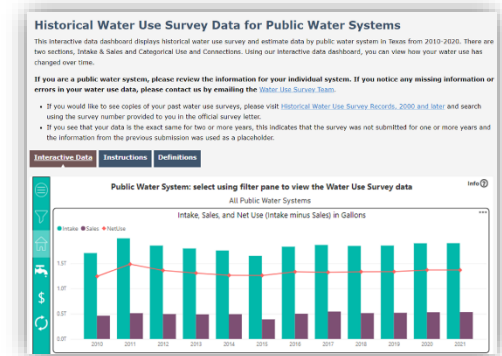 Historical Water Use Survey Data for Public Water Systems
This interactive data dashboard displays historical water use survey and estimate data by public water system in Texas from 2010-2020. There are
two sections, Intake & Sales and Categorical Use and Connections. Using our interactive data dashboard, you can view how your water use has
changed over time.
If you are a public water system, please review the information for your individual system. If you notice any missing information or
errors in your water use data, please contact us by emailing the Water Use Survey Team.
• If you would like to see copies of your past water use surveys, please visit Historical Water Use Survey Records, 2000 and later and search
using the survey number provided to you in the official survey letter.
• If you see that your data is the exact same for two or more years, this indicates that the survey was not submitted for one or more years and
the information from the previous submission was used as a placeholder.
Interactive Data Instructions Definitions
Public Water System: select using filter pane to view the Water Use Survey data
Info ?
All Public Water Systems
Intake, Sales, and Net Use (Intake minus Sales) in Gallons
Intake Sales NetUse
1.5T
1.0T
0.5T
0.0T
2010 2011 2012 2013 2014 2015 2016 2017 2018 2019 2020 2021
$